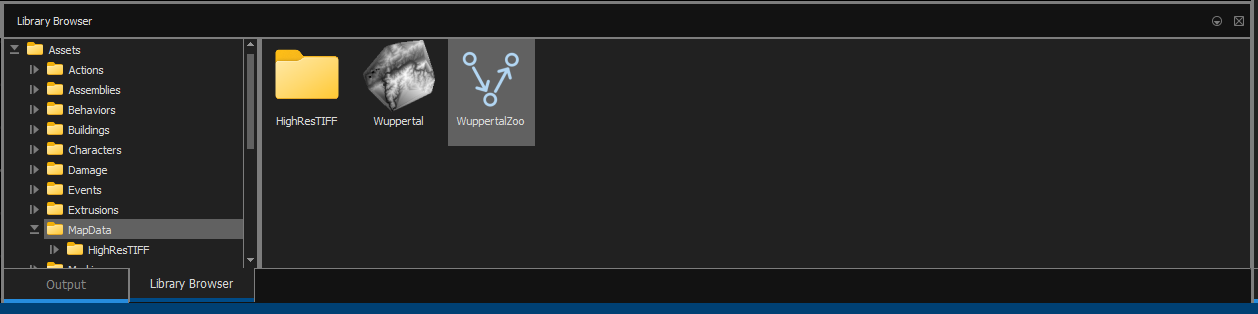 Library Browser
Assets
Actions
Assemblies
Behaviors
Buildings
Characters
Damage
Events
Extrusions
MapData
HighResTIFF
HighResTIFF
Wuppertal
WuppertalZoo
Output
Library Browser